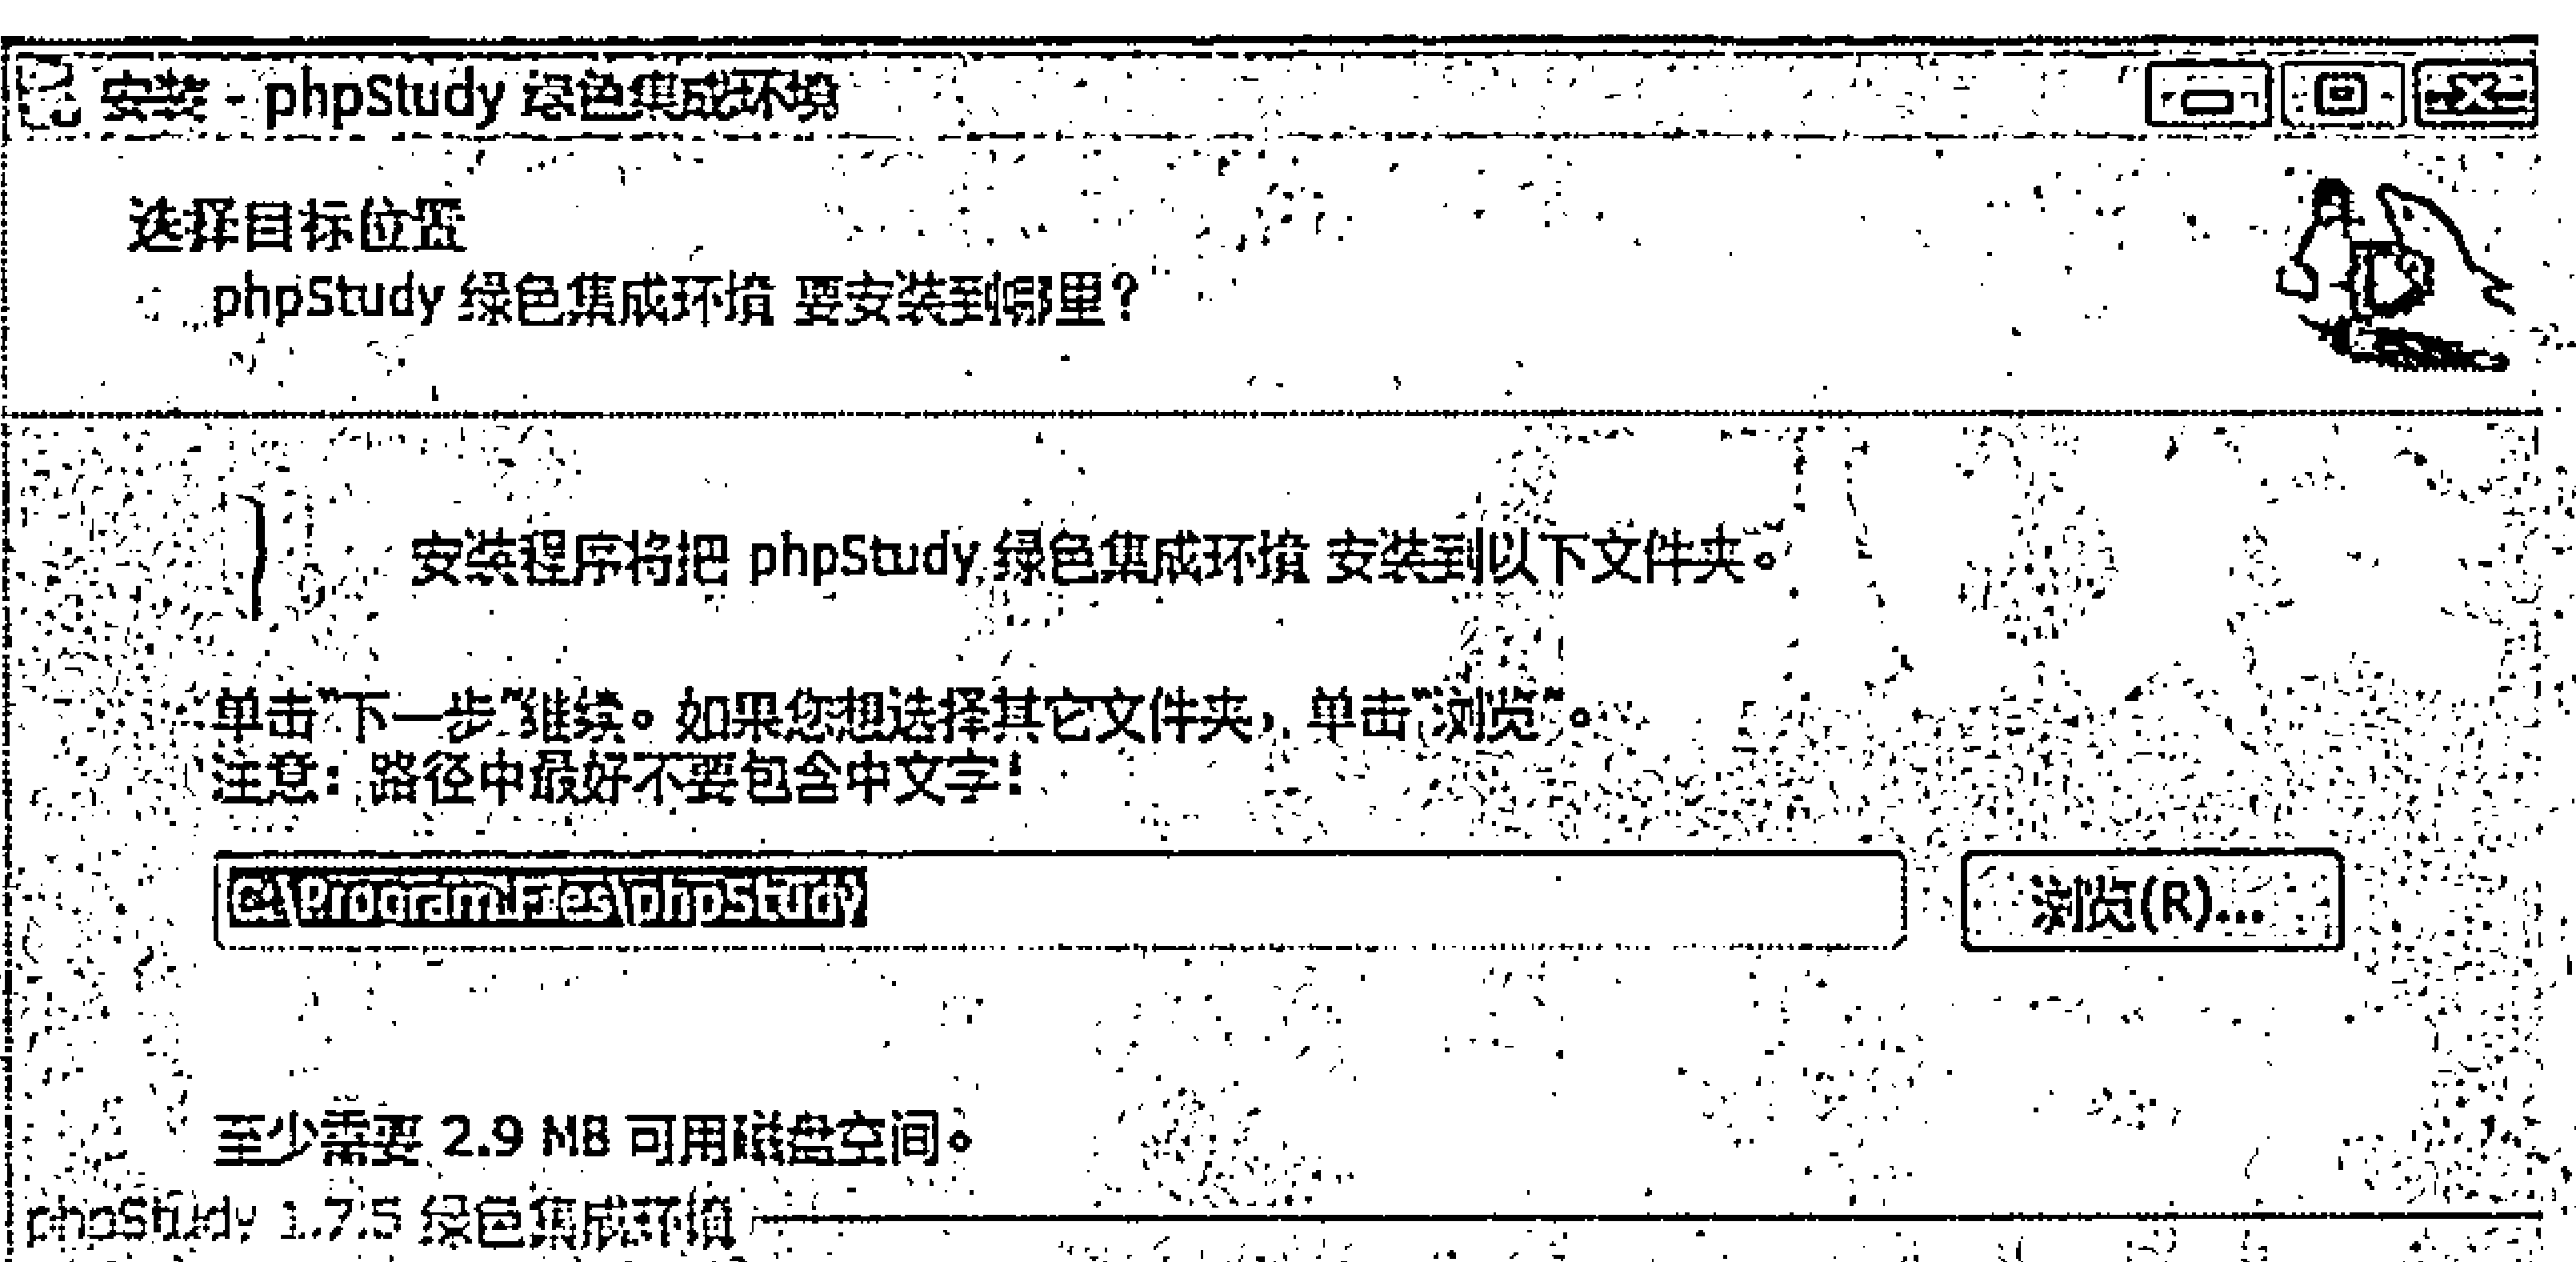 安装 - phpStudy 绿色集成环境
选择目标位置
phpStudy 绿色集成环境 要安装到哪里?
安装程序将把 phpStudy 绿色集成环境 安装到以下文件夹。
单击"下一步"继续。如果您想选择其它文件夹，单击"浏览"。
注意：路径中最好不要包含中文字！
C:\Program Files\phpStudy
浏览(R)...
至少需要 2.9 MB 可用磁盘空间。
phpStudy 1.7.5 绿色集成环境